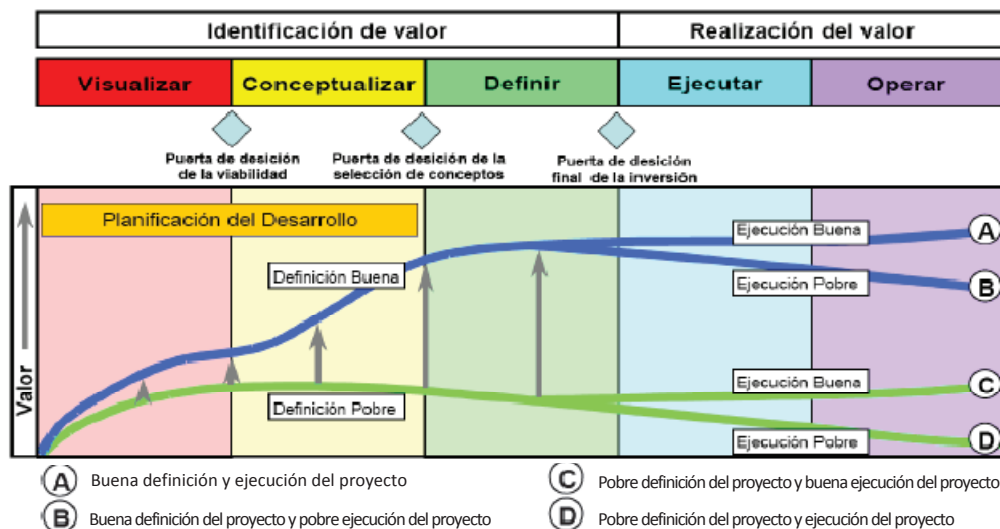 Identificación de valor
Realización del valor
Visualizar
Conceptualizar
Definir
Ejecutar
Operar
Puerta de desición
de la viabilidad
Puerta de desición de la
selección de conceptos
Puerta de desición
final de la inversión
Planificación del Desarrollo
Valor
Definición Buena
Definición Pobre
Ejecución Buena
A
Ejecución Pobre
B
Ejecución Buena
C
Ejecución Pobre
D
A Buena definición y ejecución del proyecto
B Buena definición del proyecto y pobre ejecución del proyecto
C Pobre definición del proyecto y buena ejecución del proyecto
D Pobre definición del proyecto y ejecución del proyecto